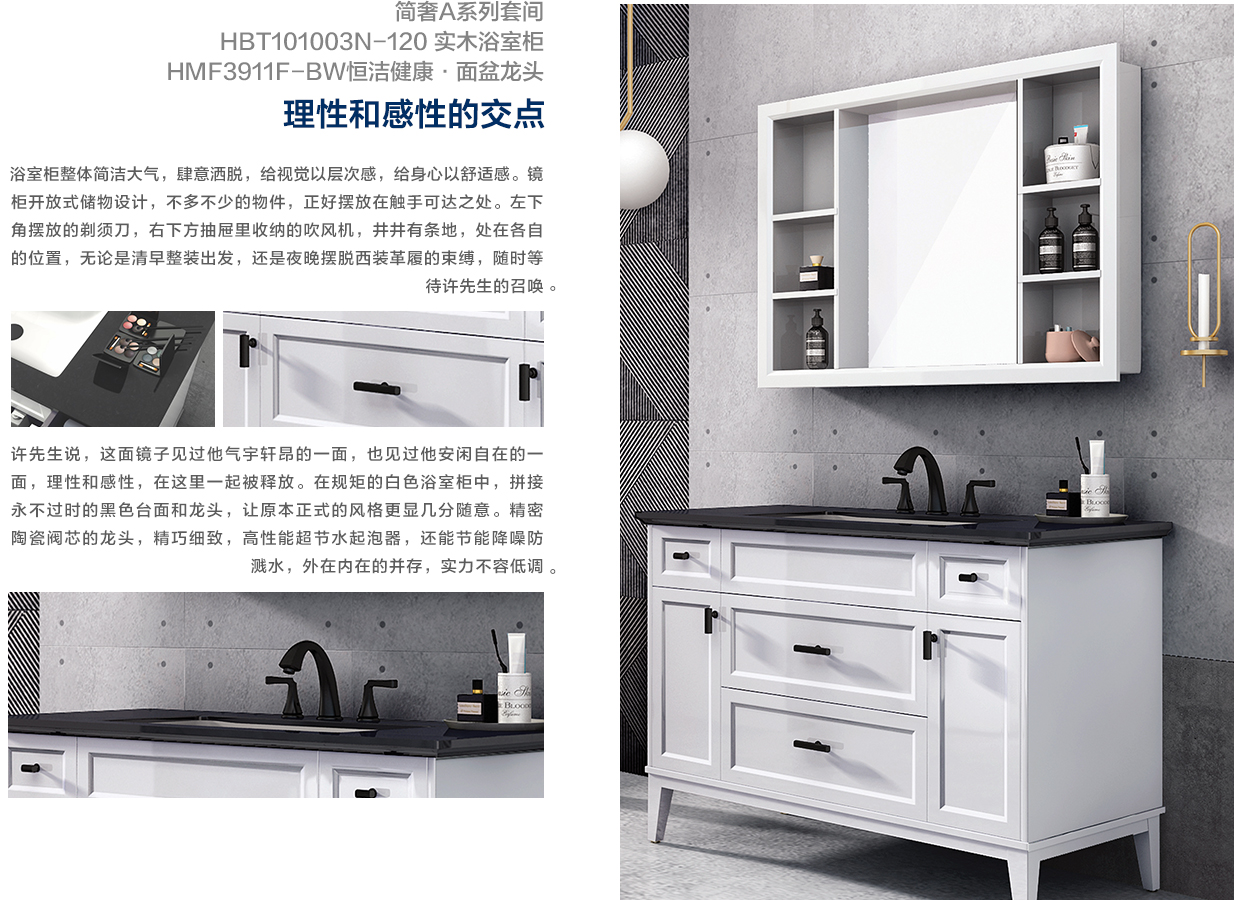 简奢A系列套间
HBT101003N-120 实木浴室柜
HMF3911F-BW恒洁健康·面盆龙头
理性和感性的交点
浴室柜整体简洁大气，肆意洒脱，给视觉以层次感，给身心以舒适感。镜
柜开放式储物设计，不多不少的物件，正好摆放在触手可达之处。左下
角摆放的剃须刀，右下方抽屉里收纳的吹风机，井井有条地，处在各自
的位置，无论是清早整装出发，还是夜晚摆脱西装革履的束缚，随时等
待许先生的召唤。
许先生说，这面镜子见过他气宇轩昂的一面，也见过他安闲自在的一
面，理性和感性，在这里一起被释放。在规矩的白色浴室柜中，拼接
永不过时的黑色台面和龙头，让原本正式的风格更显几分随意。精密
陶瓷阀芯的龙头，精巧细致，高性能超节水起泡器，还能节能降噪防
溅水，外在内在的并存，实力不容低调。